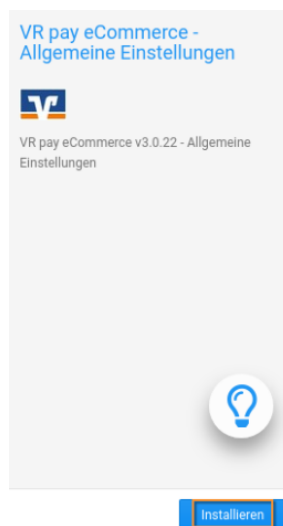 VR pay eCommerce -
Allgemeine Einstellungen
VR pay eCommerce v3.0.22 - Allgemeine
Einstellungen
Installieren